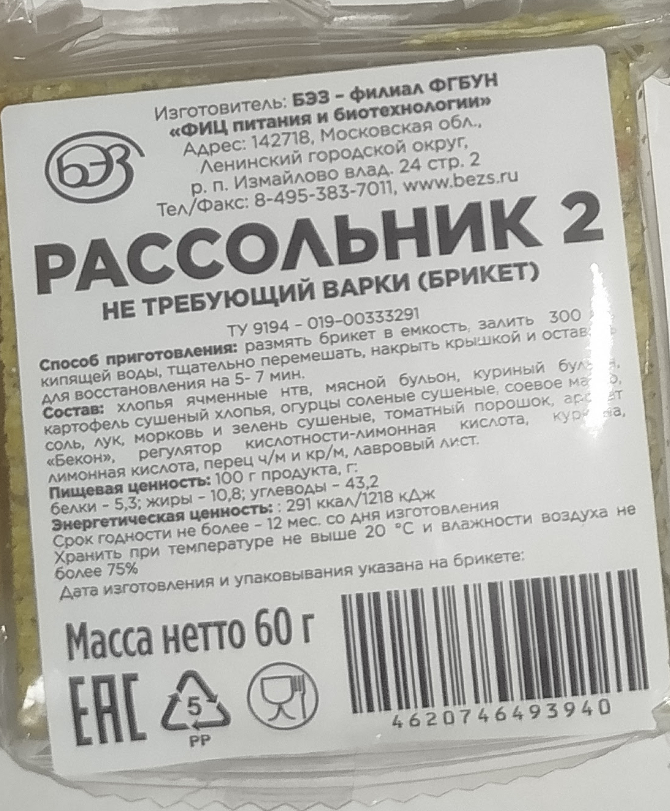 Изготовитель: БЭЗ - филиал ФГБУН
«ФИЦ питания и биотехнологии»
Адрес: 142718, Московская обл.,
Ленинский городской округ,
р. п. Измайлово влад. 24 стр. 2
Тел/Факс: 8-495-383-7011, www.bezs.ru
БЭЗ
РАССОЛЬНИК 2
НЕ ТРЕБУЮЩИЙ ВАРКИ (БРИКЕТ)
ТУ 9194 - 019-00333291
Способ приготовления: размять брикет в емкость, залить 300
кипящей воды, тщательно перемешать, накрыть крышкой и
для восстановления на 5- 7 мин.
Состав: хлопья ячменные нтв, мясной бульон, куриный
картофель сушеный хлопья, огурцы соленые сушеные, соевое
соль, лук, морковь и зелень сушеные, томатный порошок,
«Бекон», регулятор кислотности-лимонная кислота,
лимонная кислота, перец ч/м и кр/м, лавровый лист.
Пищевая ценность: 100 г продукта, г:
белки - 5,3; жиры - 10,8; углеводы - 43,2
Энергетическая ценность: : 291 ккал/1218 кДж
Срок годности не более - 12 мес. со дня изготовления
Хранить при температуре не выше 20 °С и влажности воздуха не
более 75%
Дата изготовления и упаковывания указана на брикете:
Масса нетто 60 г
EAC
5
PP
4620746493940